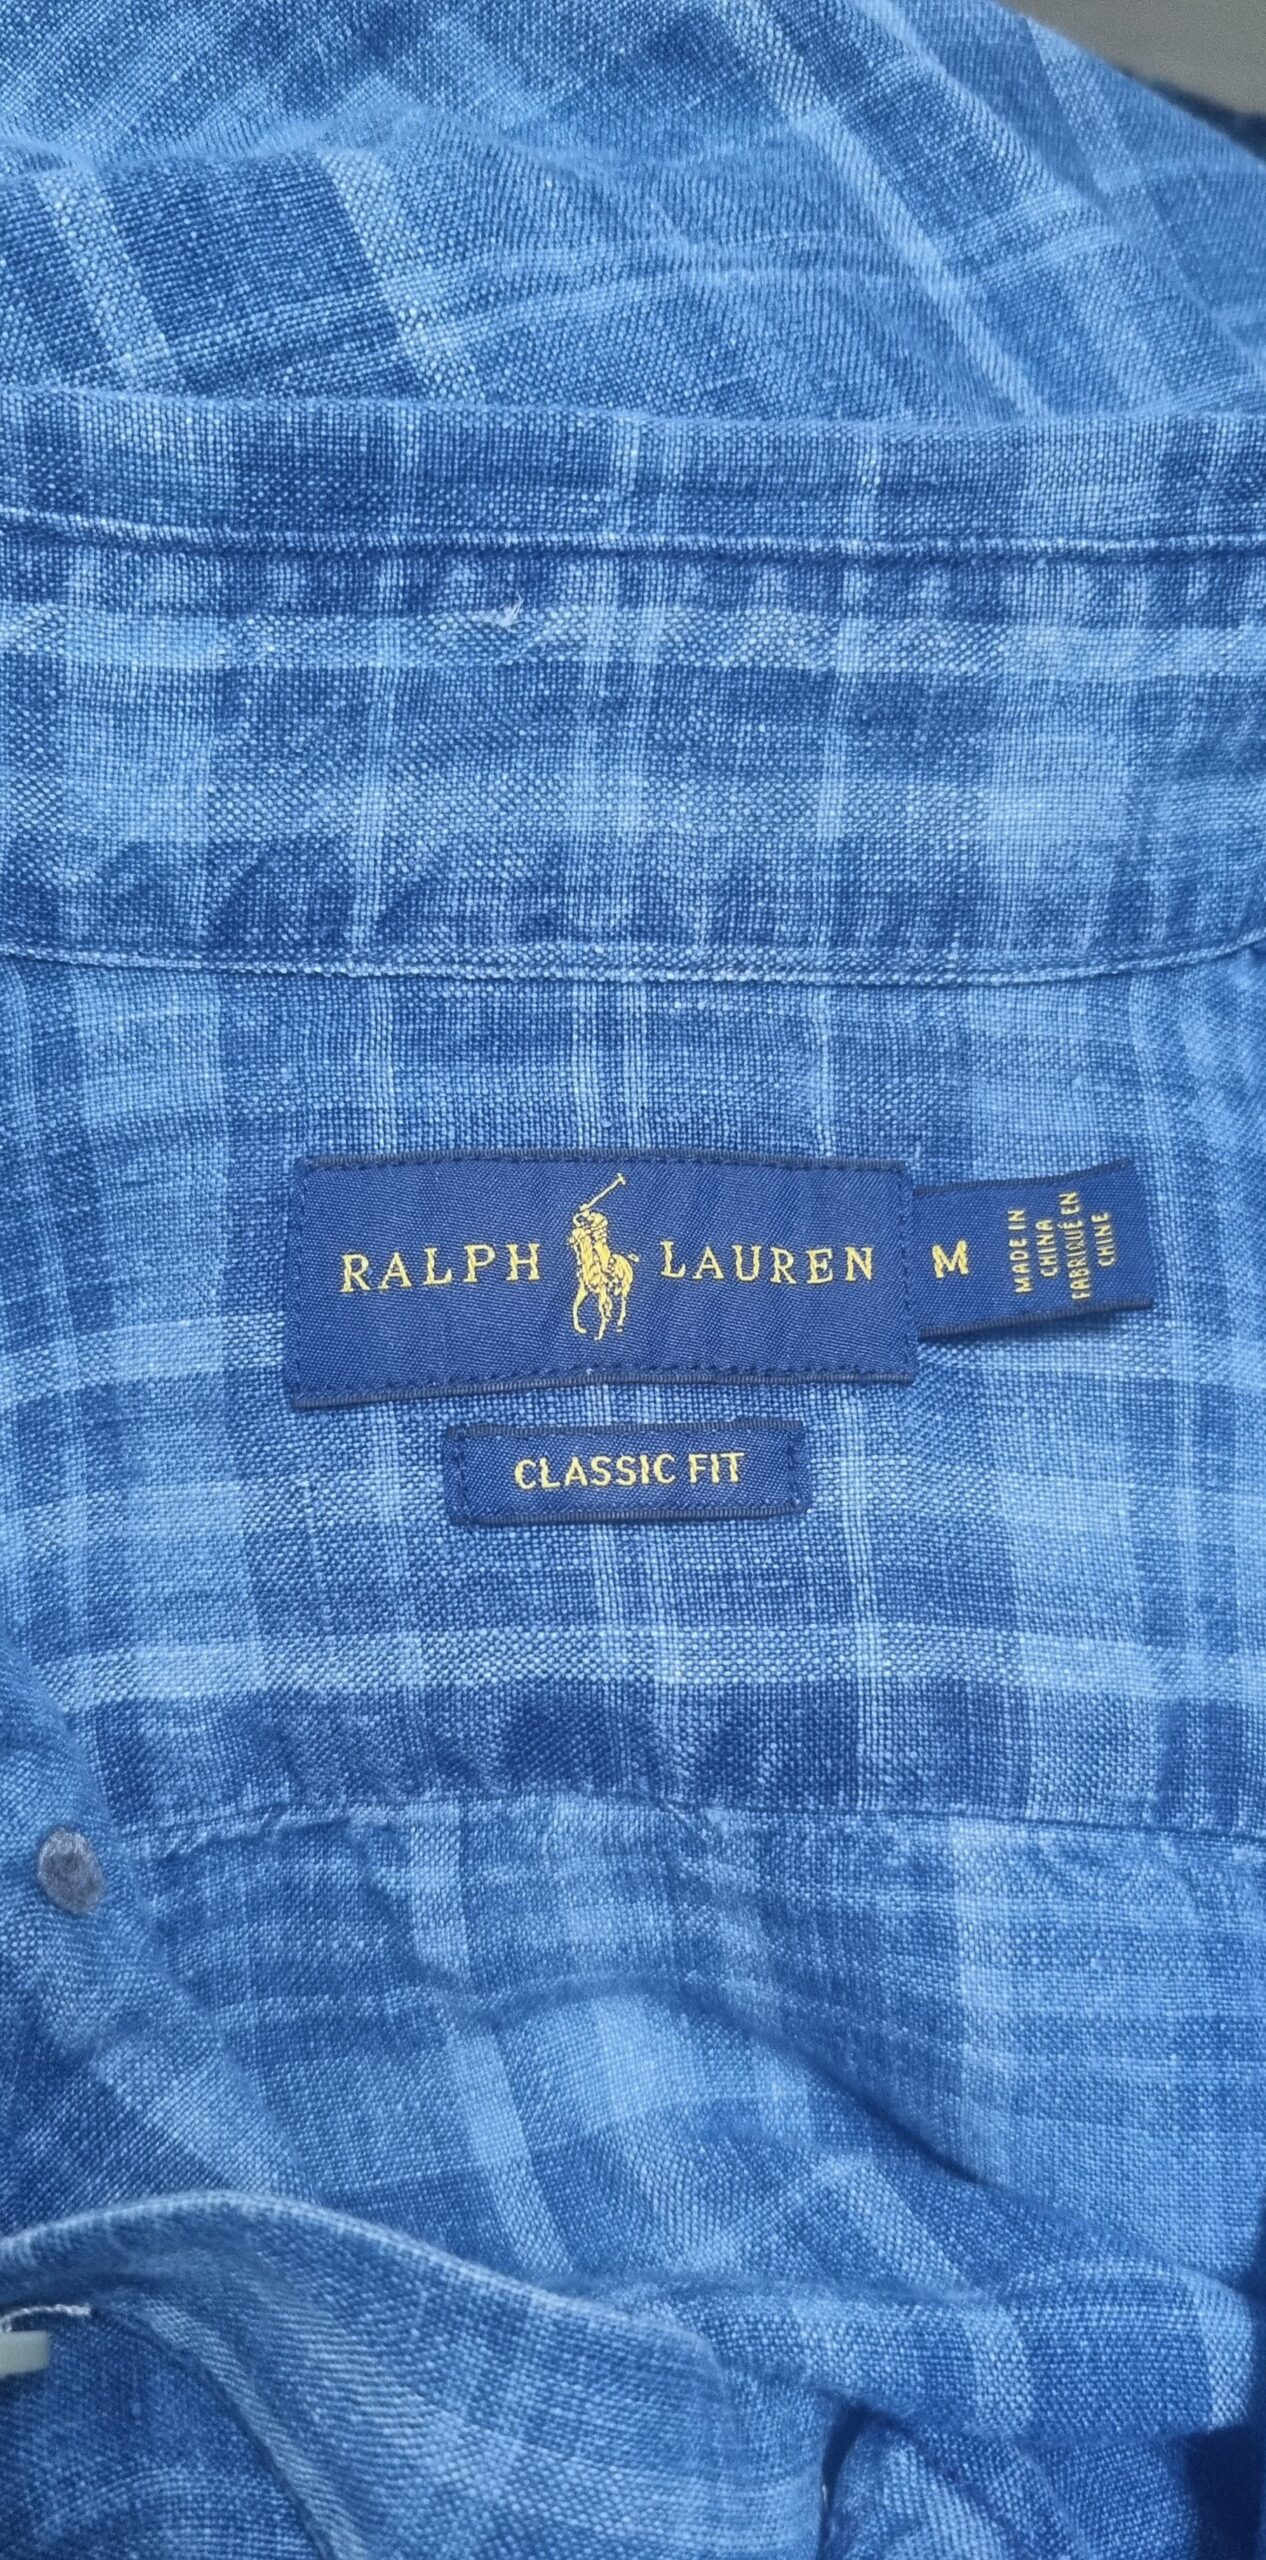 RALPH LAUREN
M
MADE IN
CHINA
FABRIQUÉ EN
CHINE
CLASSIC FIT